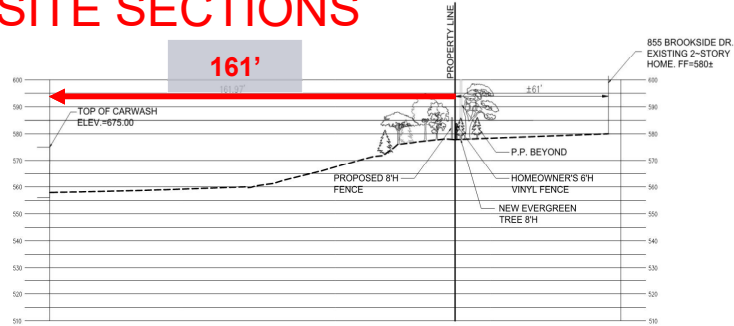 SITE SECTIONS
161'
161.97'
PROPERTY LINE
±61'
855 BROOKSIDE DR.
EXISTING 2~STORY
HOME. FF=580±
TOP OF CARWASH
ELEV.=675.00
P.P. BEYOND
PROPOSED 8'H
FENCE
HOMEOWNER'S 6'H
VINYL FENCE
NEW EVERGREEN
TREE 8'H
600
590
580
570
560
550
540
530
520
510
600
590
580
570
560
550
540
530
520
510